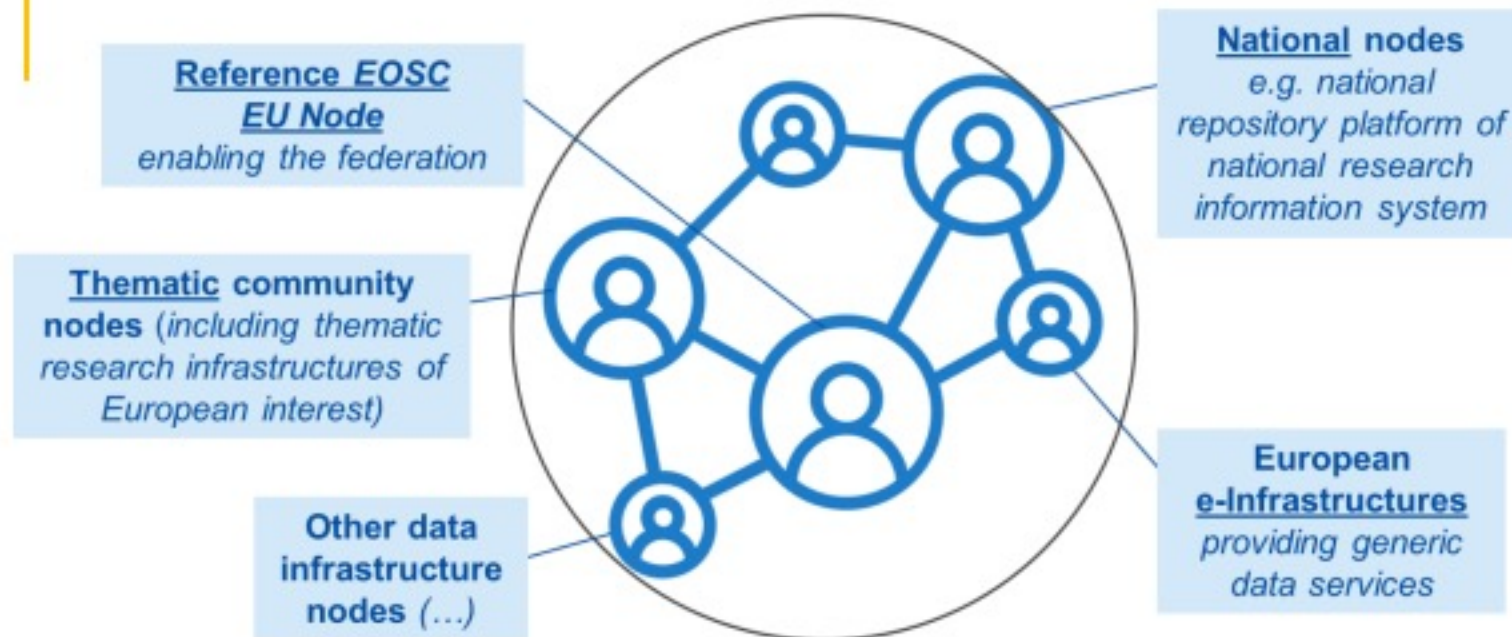 Reference EOSC
EU Node
enabling the federation
National nodes
e.g. national
repository platform of
national research
information system
Thematic community
nodes (including thematic
research infrastructures of
European interest)
Other data
infrastructure
nodes (...)
European
e-Infrastructures
providing generic
data services